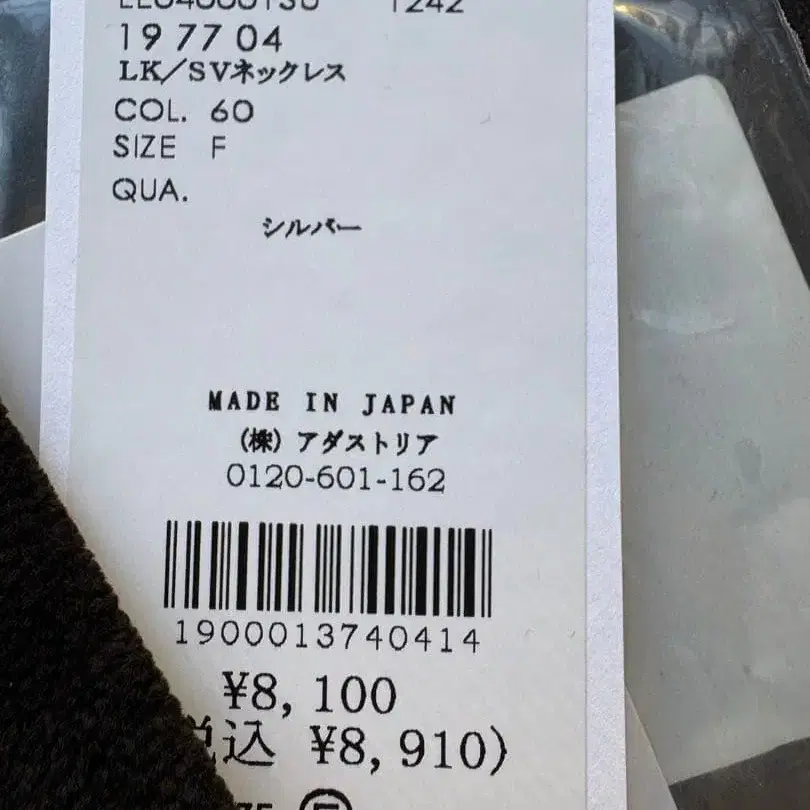 1242
19 77 04
LK／SVネックレス
COL. 60
SIZE F
QUA.
シルバー
MADE IN JAPAN
(株) アダストリア
0120-601-162
1900013740414
¥8, 100
税込 ¥8, 910)